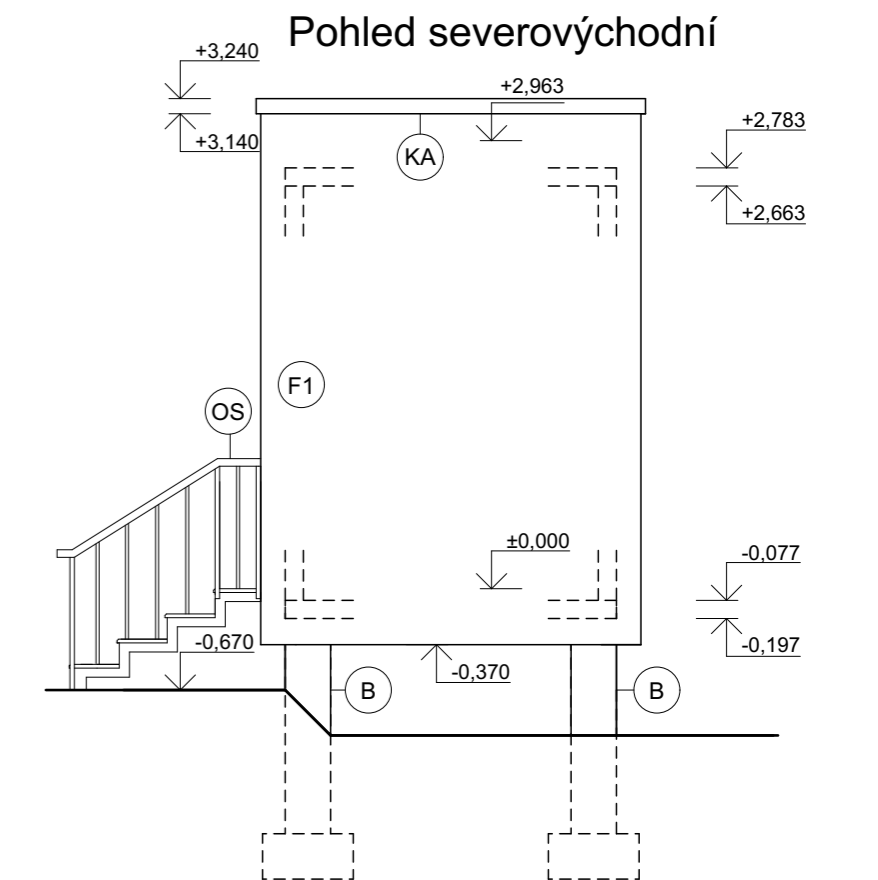 Pohled severovýchodní
+3,240
+2,963
+3,140
KA
+2,783
+2,663
F1
OS
±0,000
-0,077
-0,670
-0,370
-0,197
B
B